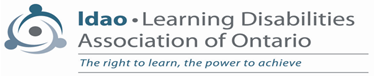 ldao • Learning Disabilities
Association of Ontario
The right to learn, the power to achieve